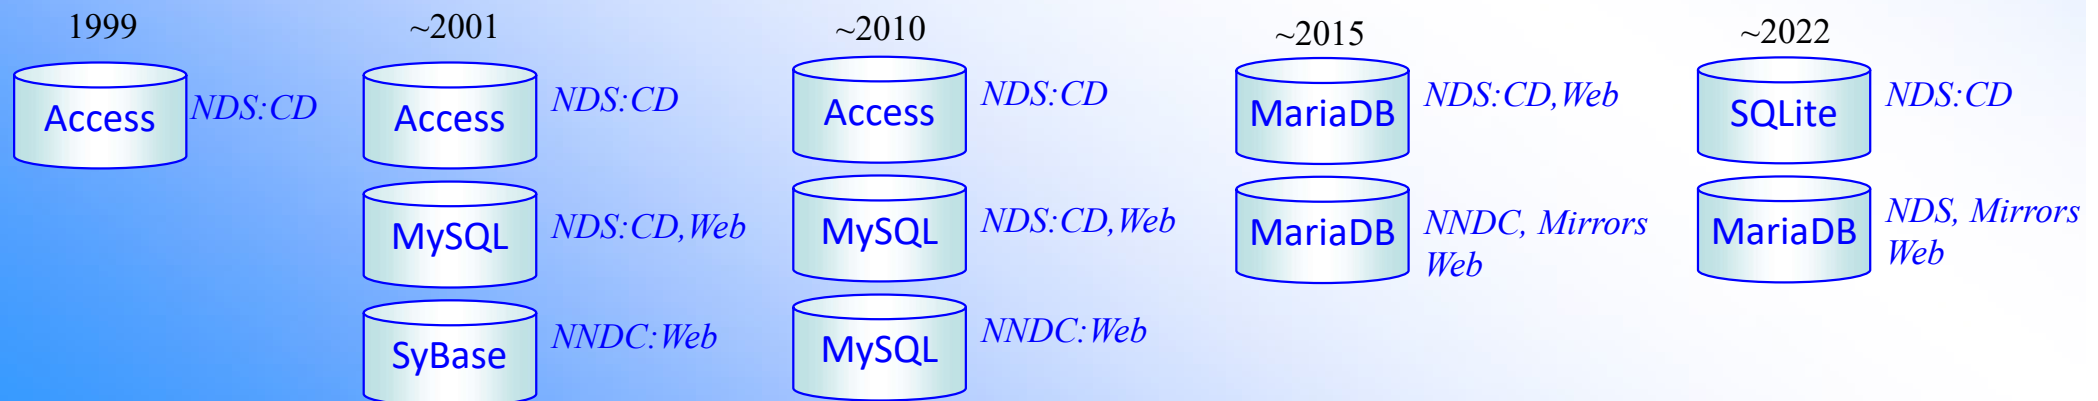 1999
Access
NDS:CD
~2001
Access
NDS:CD
MySQL
NDS:CD,Web
SyBase
NNDC:Web
~2010
Access
NDS:CD
MySQL
NDS:CD,Web
MySQL
NNDC:Web
~2015
MariaDB
NDS:CD,Web
MariaDB
NNDC, Mirrors
Web
~2022
SQLite
NDS:CD
MariaDB
NDS, Mirrors
Web